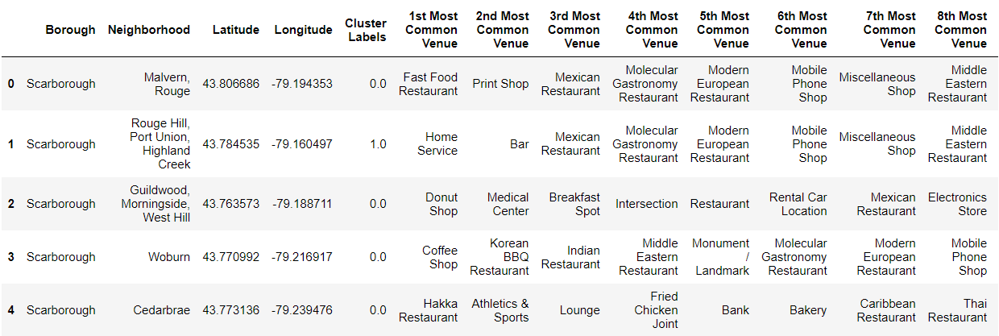 Borough Neighborhood Latitude Longitude Cluster Labels 1st Most Common Venue 2nd Most Common Venue 3rd Most Common Venue 4th Most Common Venue 5th Most Common Venue 6th Most Common Venue 7th Most Common Venue 8th Most Common Venue
0 Scarborough Malvern, Rouge 43.806686 -79.194353 0.0 Fast Food Restaurant Print Shop Mexican Restaurant Molecular Gastronomy Restaurant Modern European Restaurant Mobile Phone Shop Miscellaneous Shop Middle Eastern Restaurant
1 Scarborough Rouge Hill, Port Union, Highland Creek 43.784535 -79.160497 1.0 Home Service Bar Mexican Restaurant Molecular Gastronomy Restaurant Modern European Restaurant Mobile Phone Shop Miscellaneous Shop Middle Eastern Restaurant
2 Scarborough Guildwood, Morningside, West Hill 43.763573 -79.188711 0.0 Donut Shop Medical Center Breakfast Spot Intersection Restaurant Rental Car Location Mexican Restaurant Electronics Store
3 Scarborough Woburn 43.770992 -79.216917 0.0 Coffee Shop Korean BBQ Restaurant Indian Restaurant Middle Eastern Restaurant Monument / Landmark Molecular Gastronomy Restaurant Modern European Restaurant Mobile Phone Shop
4 Scarborough Cedarbrae 43.773136 -79.239476 0.0 Hakka Restaurant Athletics & Sports Lounge Fried Chicken Joint Bank Bakery Caribbean Restaurant Thai Restaurant